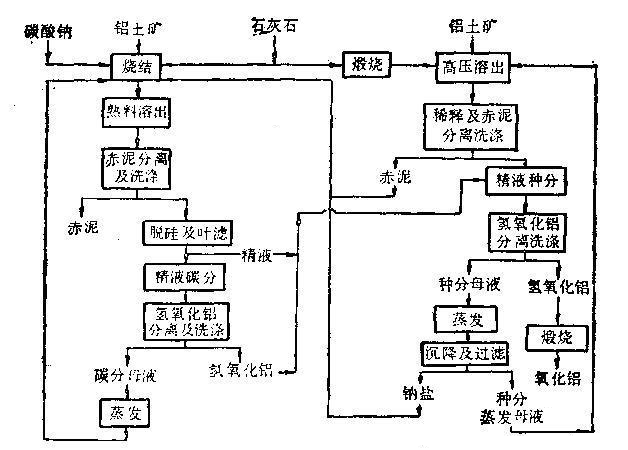 碳酸钠
铝土矿
石灰石
铝土矿
烧结
煅烧
高压溶出
熟料溶出
稀释及赤泥
分离洗涤
赤泥分离
及洗涤
赤泥
赤泥
精液种分
脱硅及叶滤
精液
氢氧化铝
分离洗涤
精液碳分
种分母液
氢氧化铝
氢氧化铝
分离及洗涤
蒸发
煅烧
沉降及过滤
碳分母液
氢氧化铝
氧化铝
钠盐
种分
蒸发母液
蒸发